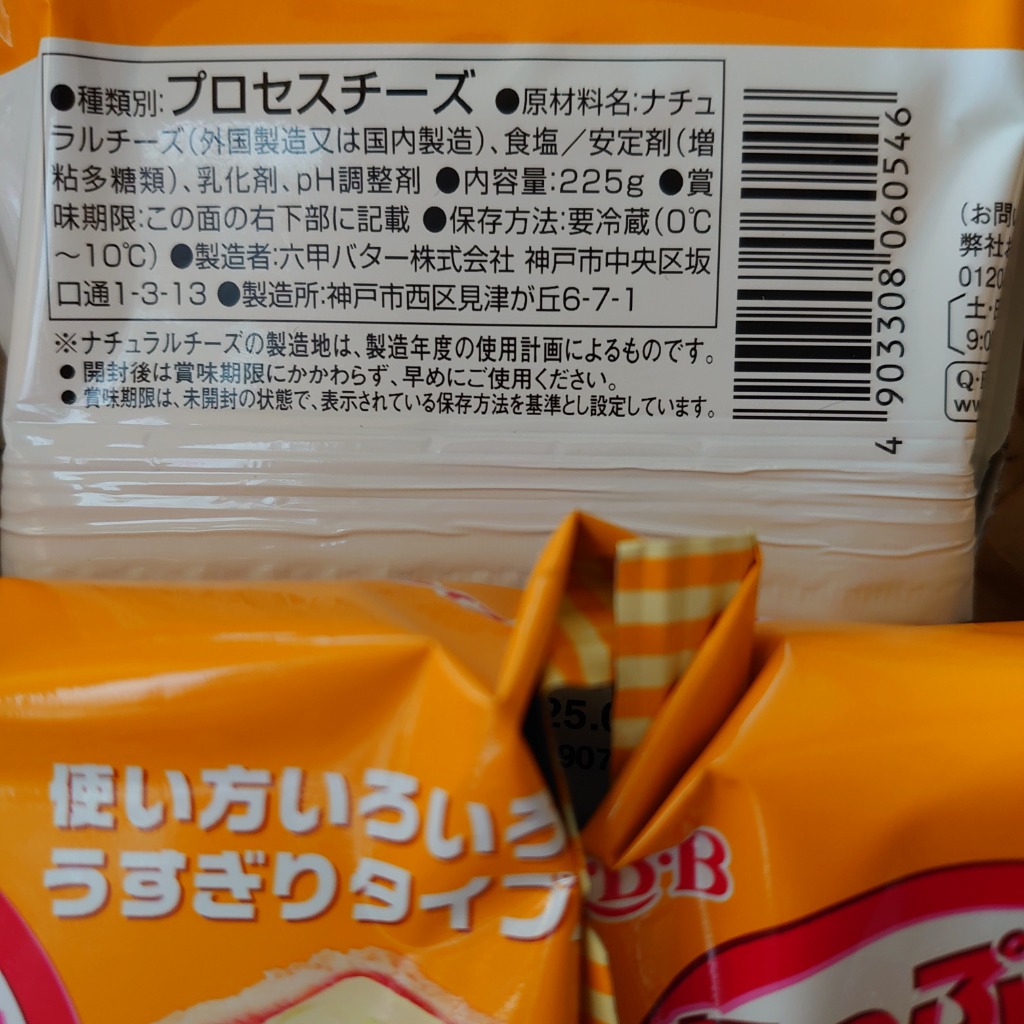 ●種類別:プロセスチーズ ●原材料名:ナチュ
ラルチーズ(外国製造又は国内製造)、食塩/安定剤(増
粘多糖類)、乳化剤、pH調整剤 ●内容量:225g ●賞
味期限:この面の右下部に記載 ●保存方法:要冷蔵(0℃
~10℃) ●製造者:六甲バター株式会社 神戸市中央区坂
口通1-3-13 ●製造所:神戸市西区見津が丘6-7-1
※ナチュラルチーズの製造地は、製造年度の使用計画によるものです。
●開封後は賞味期限にかかわらず、早めにご使用ください。
●賞味期限は、未開封の状態で、表示されている保存方法を基準とし設定しています。
4 903308 060546
(お問
弊社
0120
土・
9:0
使い方いろいろ
うすぎりタイプ
Q・B・B